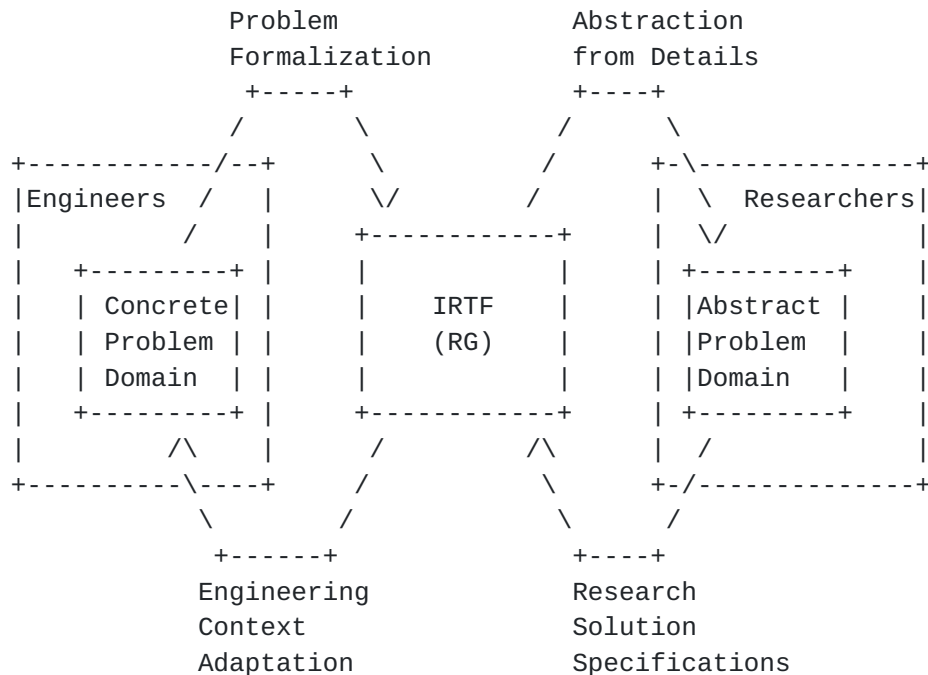 Problem
Formalization
Abstraction
from Details
Engineers
Researchers
Concrete
Problem
Domain
IRTF
(RG)
Abstract
Problem
Domain
Engineering
Context
Adaptation
Research
Solution
Specifications